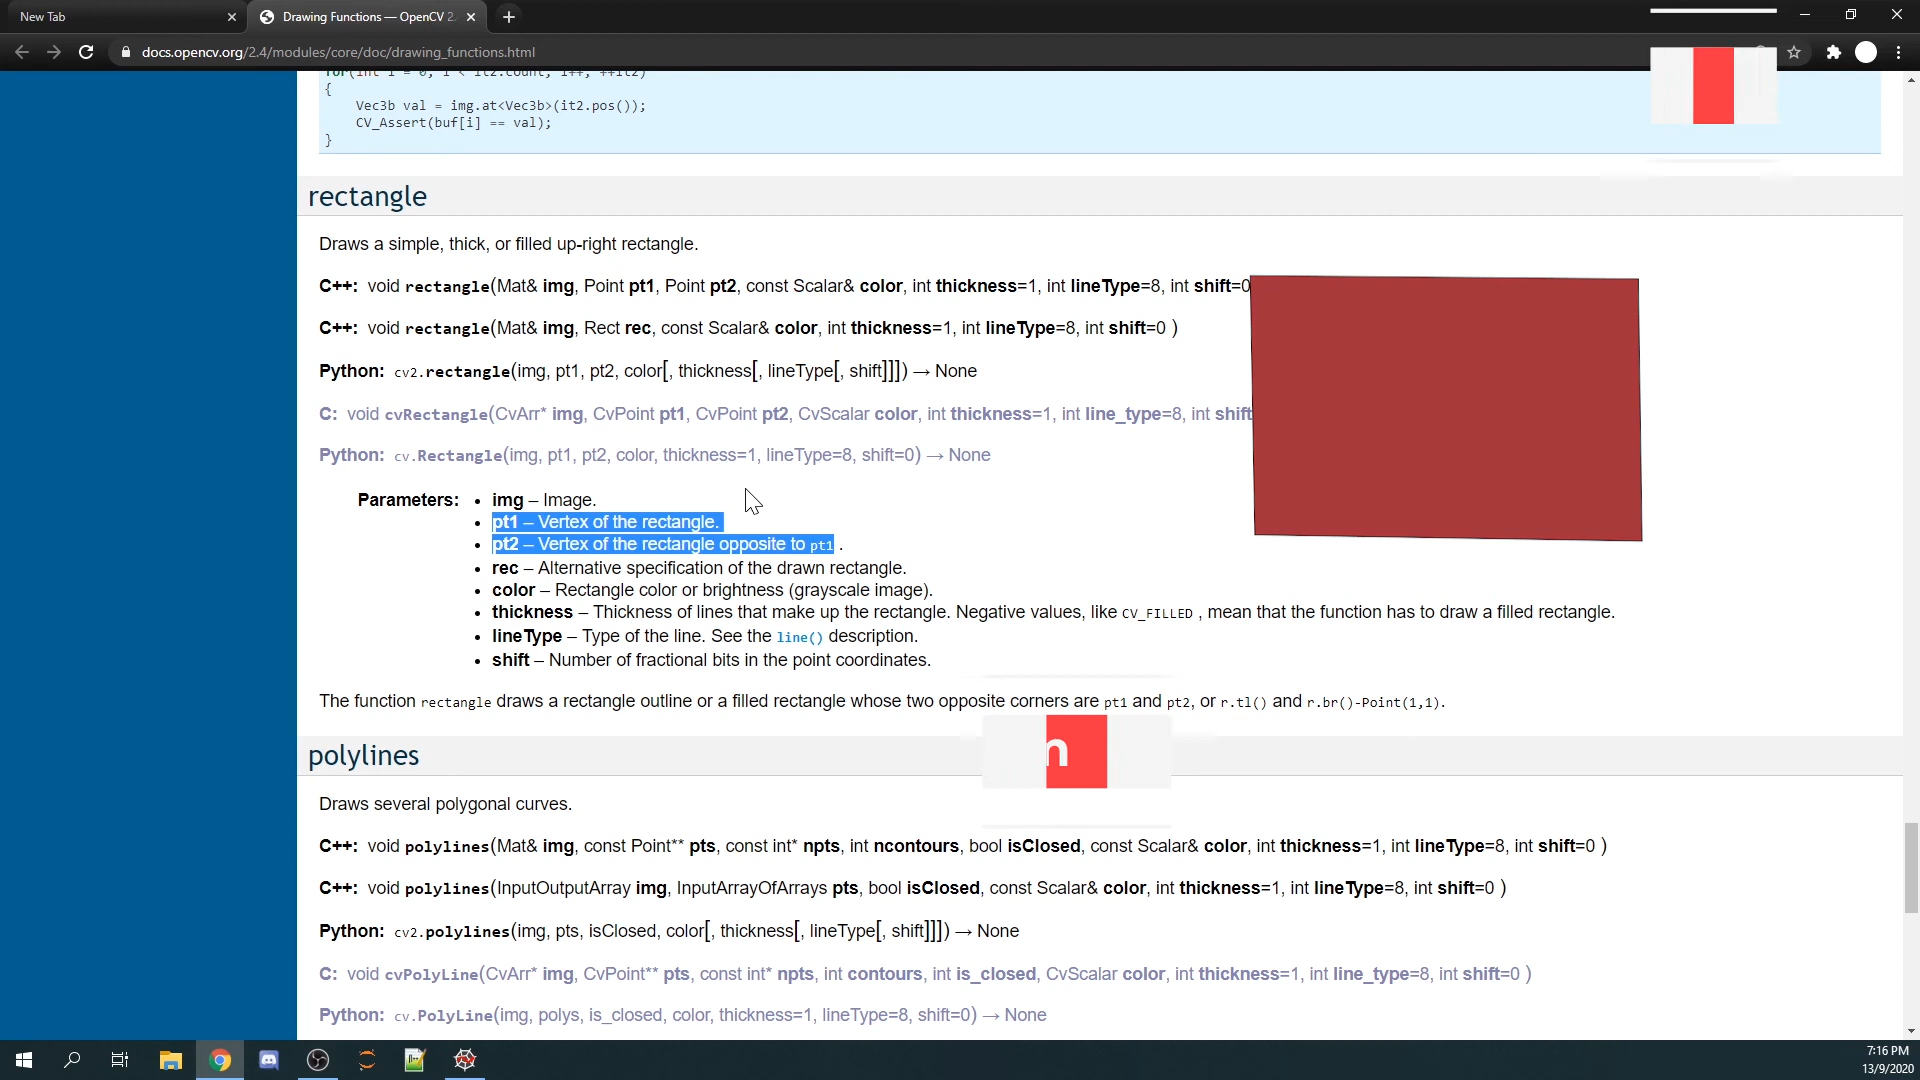 New Tab
Drawing Functions — OpenCV 2.
docs.opencv.org/2.4/modules/core/doc/drawing_functions.html
for(int i = 0; i < it2.count; i++, ++it2)
{
Vec3b val = img.at<Vec3b>(it2.pos());
CV_Assert(buf[i] == val);
}
rectangle
Draws a simple, thick, or filled up-right rectangle.
C++: void rectangle(Mat& img, Point pt1, Point pt2, const Scalar& color, int thickness=1, int lineType=8, int shift=0
C++: void rectangle(Mat& img, Rect rec, const Scalar& color, int thickness=1, int lineType=8, int shift=0 )
Python: cv2.rectangle(img, pt1, pt2, color[, thickness[, lineType[, shift]]]) → None
C: void cvRectangle(CvArr* img, CvPoint pt1, CvPoint pt2, CvScalar color, int thickness=1, int line_type=8, int shift
Python: cv.Rectangle(img, pt1, pt2, color, thickness=1, lineType=8, shift=0) → None
Parameters: • img – Image.
• pt1 – Vertex of the rectangle.
• pt2 – Vertex of the rectangle opposite to pt1 .
• rec – Alternative specification of the drawn rectangle.
• color – Rectangle color or brightness (grayscale image).
• thickness – Thickness of lines that make up the rectangle. Negative values, like CV_FILLED , mean that the function has to draw a filled rectangle.
• lineType – Type of the line. See the line() description.
• shift – Number of fractional bits in the point coordinates.
The function rectangle draws a rectangle outline or a filled rectangle whose two opposite corners are pt1 and pt2, or r.tl() and r.br()-Point(1,1).
n
polylines
Draws several polygonal curves.
C++: void polylines(Mat& img, const Point** pts, const int* npts, int ncontours, bool isClosed, const Scalar& color, int thickness=1, int lineType=8, int shift=0 )
C++: void polylines(InputOutputArray img, InputArrayOfArrays pts, bool isClosed, const Scalar& color, int thickness=1, int lineType=8, int shift=0 )
Python: cv2.polylines(img, pts, isClosed, color[, thickness[, lineType[, shift]]]) → None
C: void cvPolyLine(CvArr* img, CvPoint** pts, const int* npts, int contours, int is_closed, CvScalar color, int thickness=1, int line_type=8, int shift=0 )
Python: cv.PolyLine(img, polys, is_closed, color, thickness=1, lineType=8, shift=0) → None
7:16 PM
13/9/2020